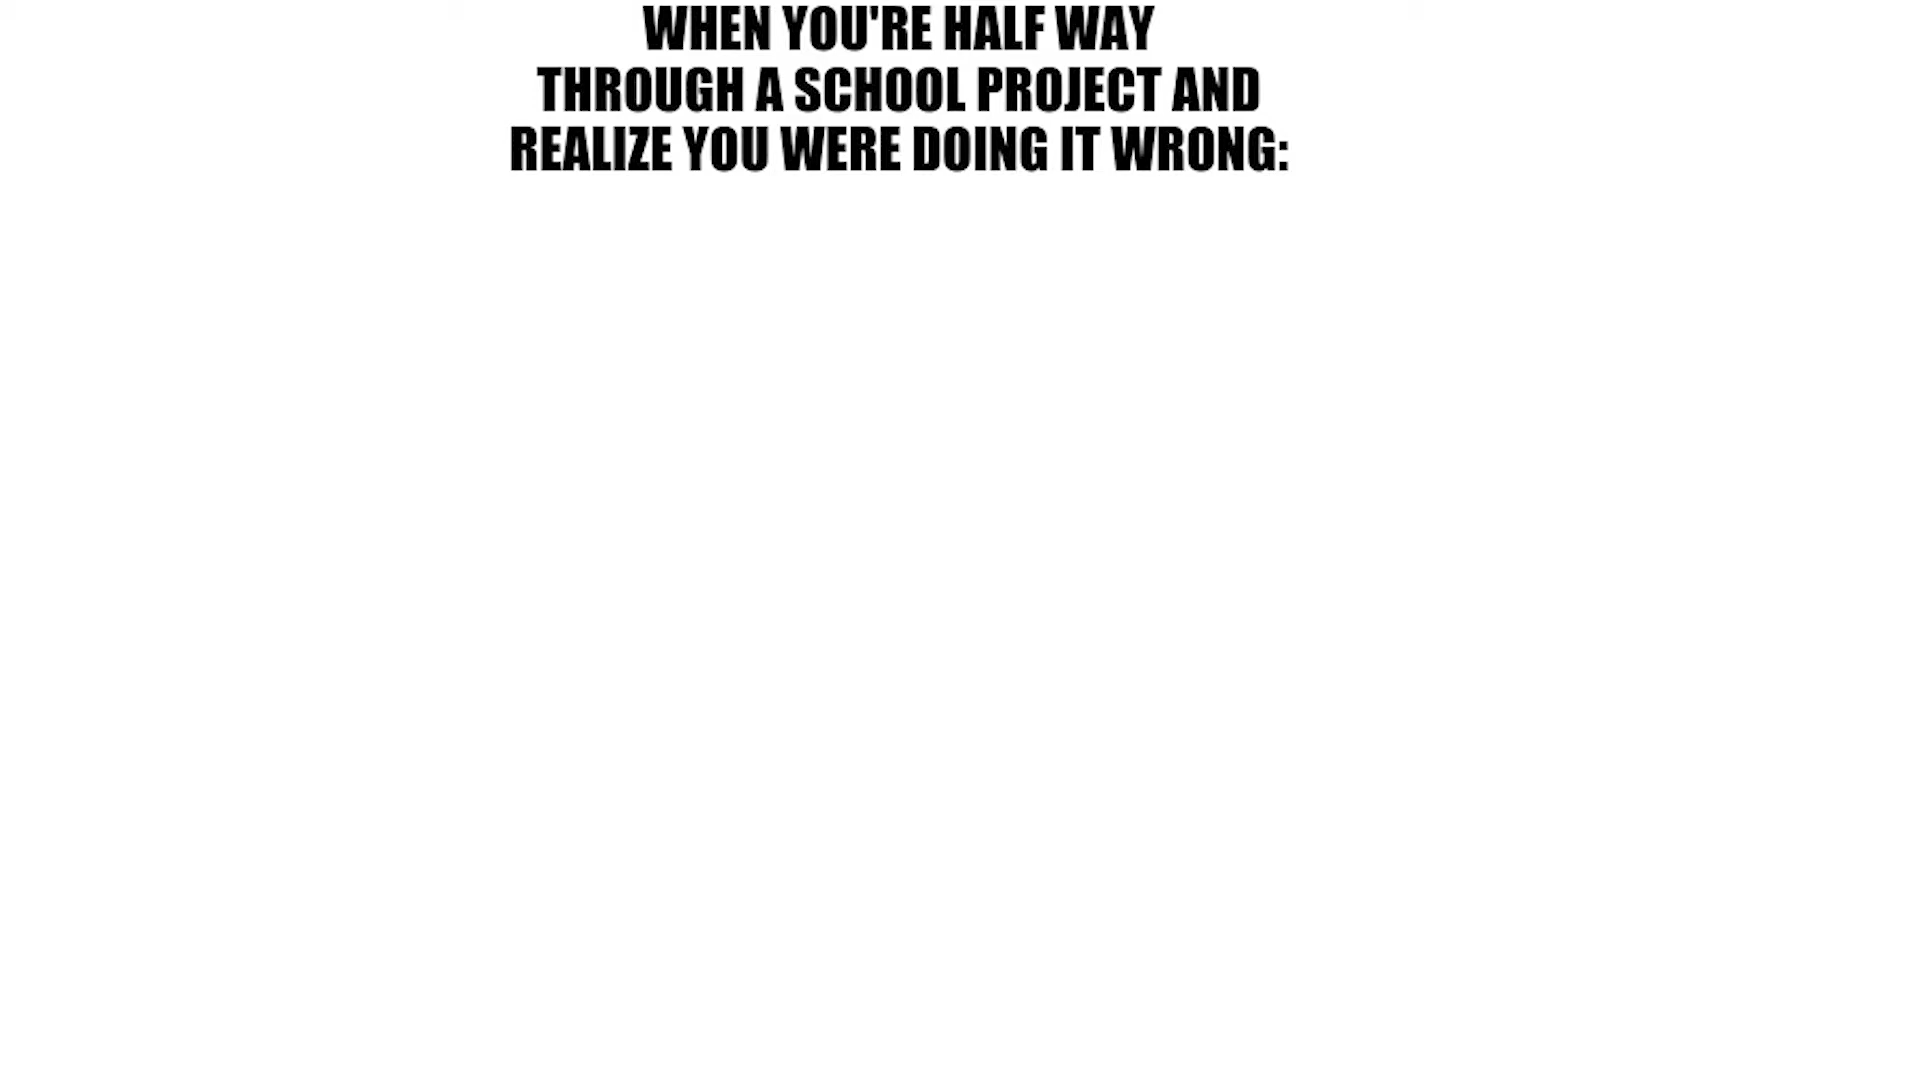 WHEN YOU'RE HALF WAY
THROUGH A SCHOOL PROJECT AND
REALIZE YOU WERE DOING IT WRONG: